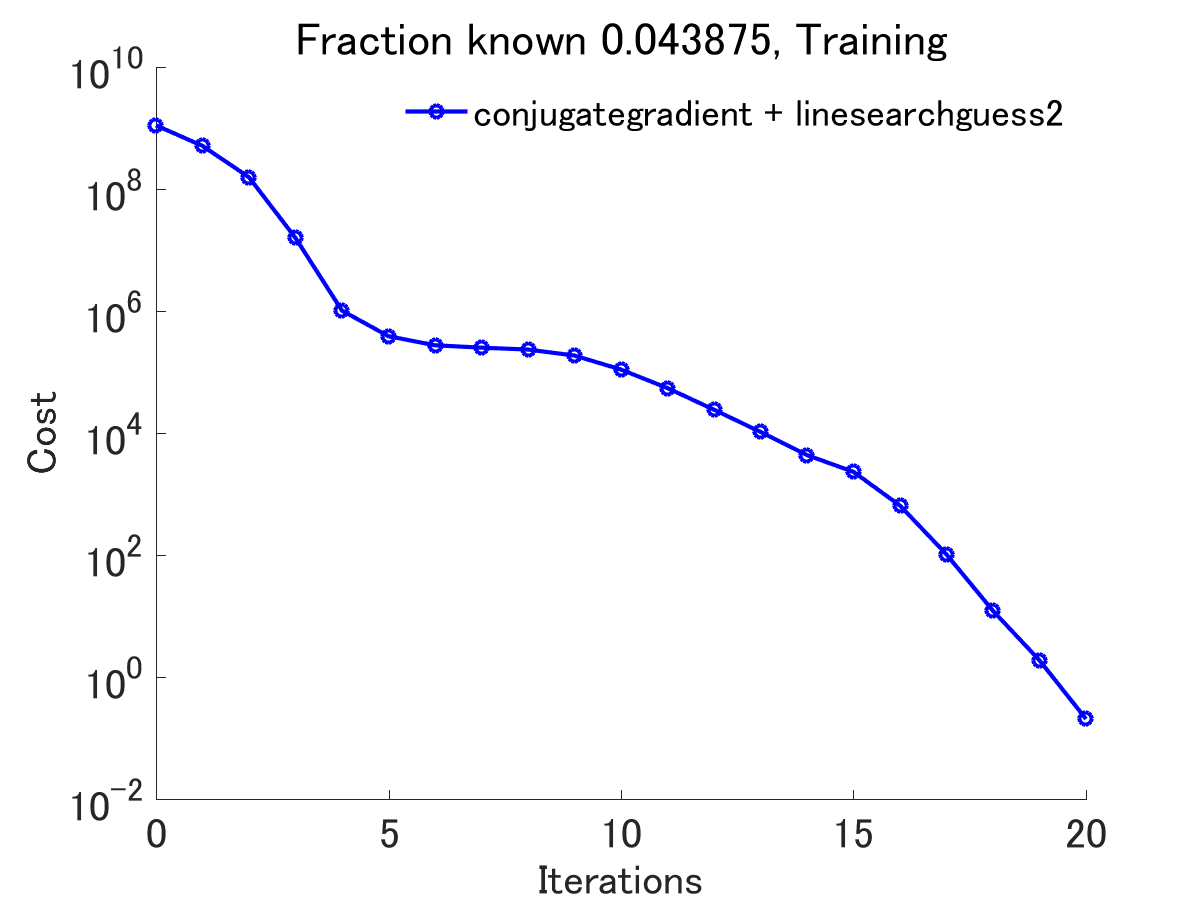 Fraction known 0.043875, Training
conjugategradient + linesearchguess2
10^10
10^8
10^6
10^4
10^2
10^0
10^-2
Cost
0 5 10 15 20
Iterations